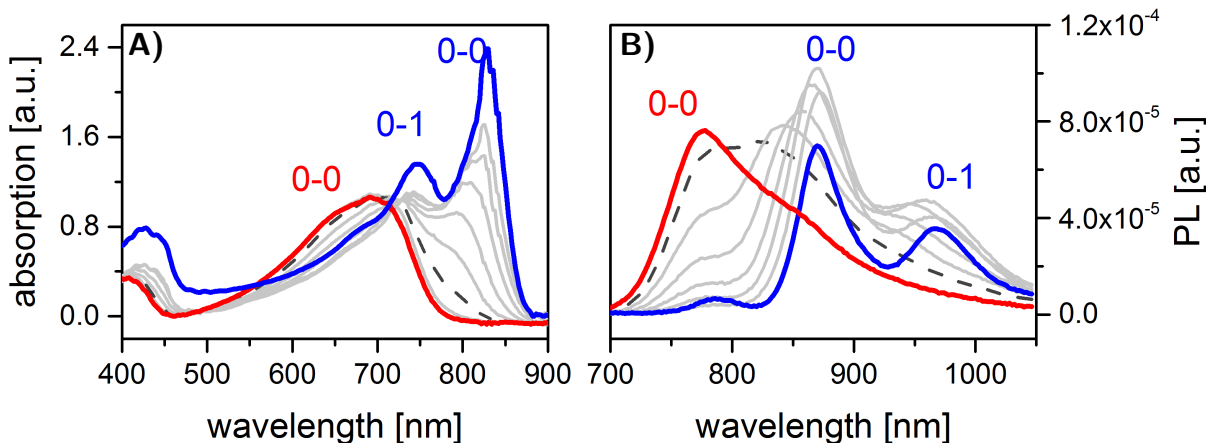 A)
0-0
0-1
0-0
2.4
1.6
0.8
0.0
absorption [a.u.]
400 500 600 700 800 900
wavelength [nm]
B)
0-0
0-0
0-1
1.2x10-4
8.0x10-5
4.0x10-5
0.0
PL [a.u.]
700 800 900 1000
wavelength [nm]